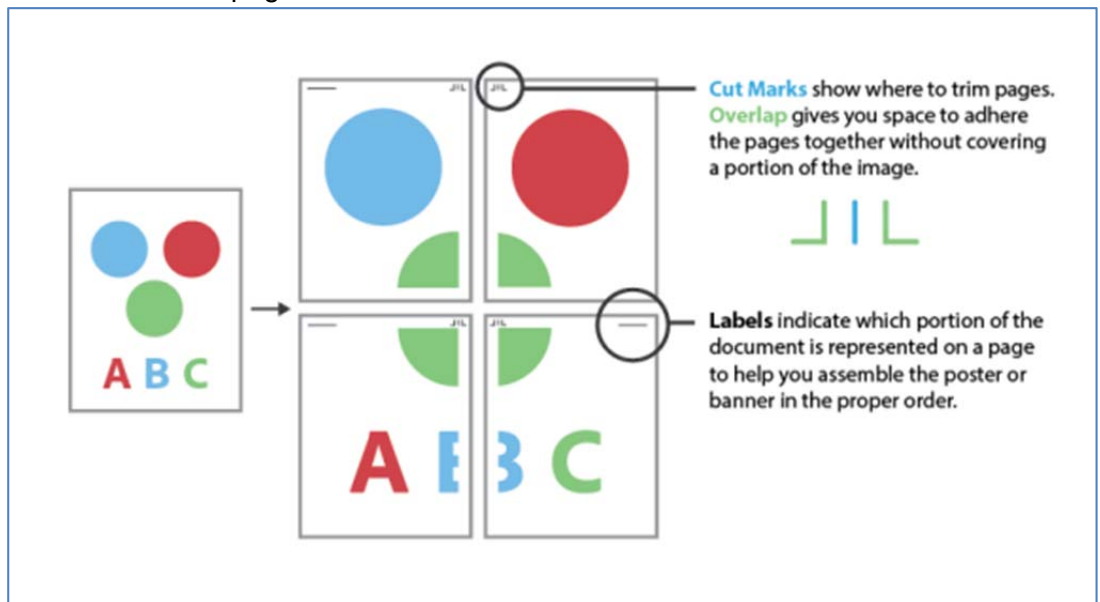 Cut Marks show where to trim pages.
Overlap gives you space to adhere
the pages together without covering
a portion of the image.
A B C
Labels indicate which portion of the
document is represented on a page
to help you assemble the poster or
banner in the proper order.
A B
B C